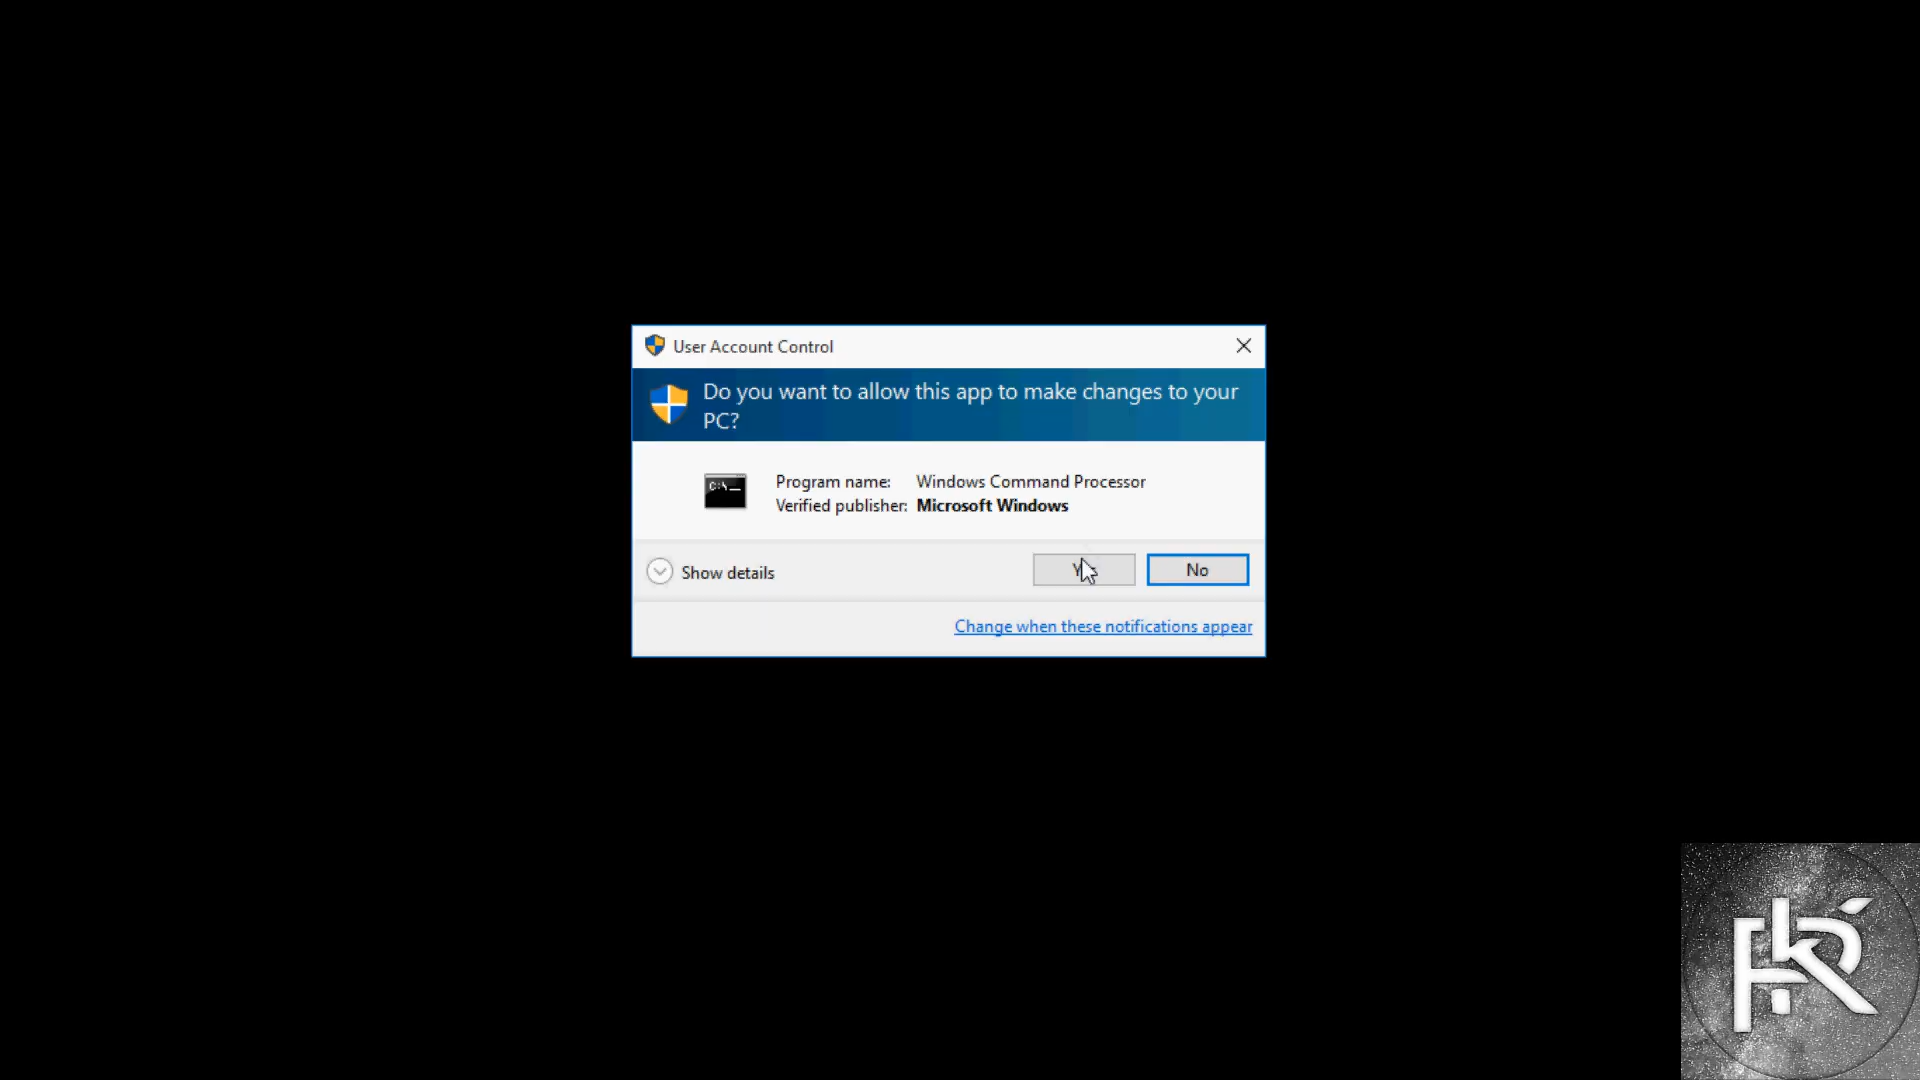 User Account Control
Do you want to allow this app to make changes to your
PC?
C:\
Program name: Windows Command Processor
Verified publisher: Microsoft Windows
Show details
No
Change when these notifications appear